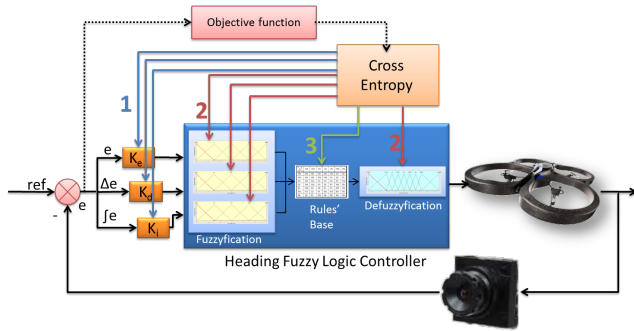 Objective function
Cross
Entropy
1
2
3
2
e
Ke
ref
Δe
Kd
e
-
∫e
Ki
Rules'
Base
Defuzzyfication
Fuzzyfication
Heading Fuzzy Logic Controller